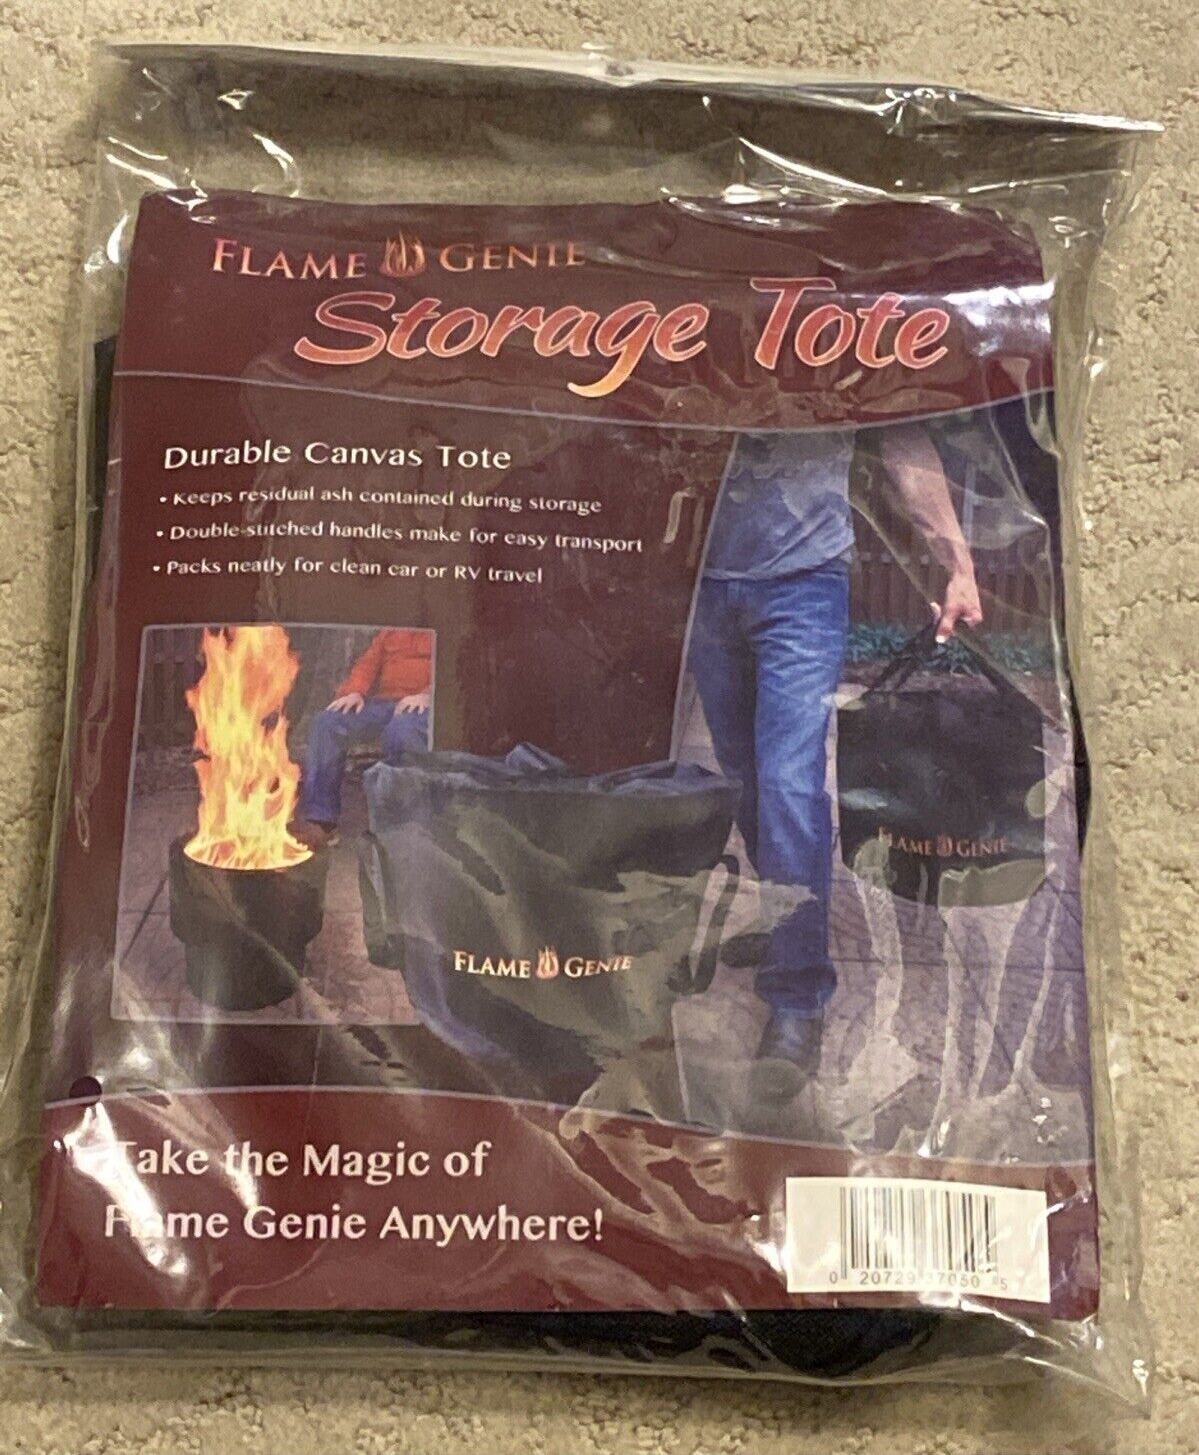 FLAME GENIE
Storage Tote
Durable Canvas Tote
• Keeps residual ash contained during storage
• Double-stitched handles make for easy transport
• Packs neatly for clean car or RV travel
FLAME GENIE
FLAME GENIE
Take the Magic of
Flame Genie Anywhere!
0 20729 37050 5